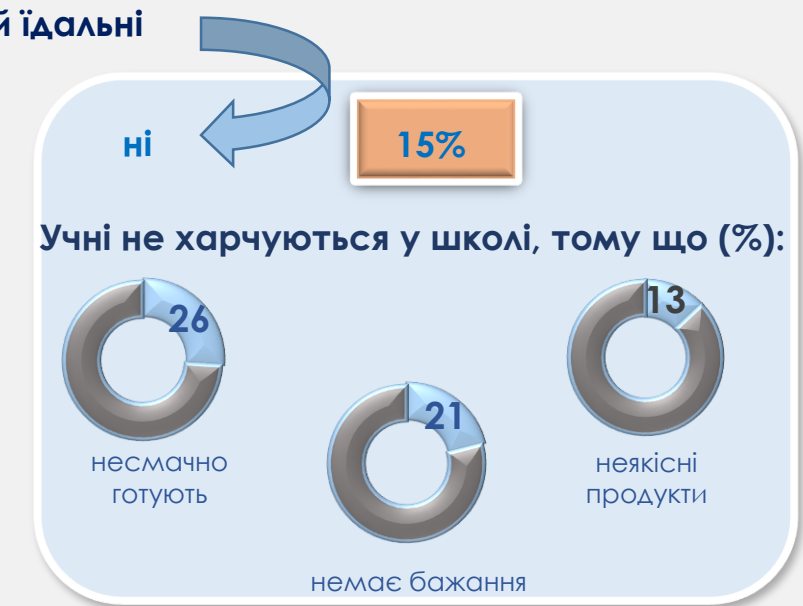 їдальні
ні
15%
Учні не харчуються у школі, тому що (%):
26
13
21
несмачно
готують
неякісні
продукти
немає бажання